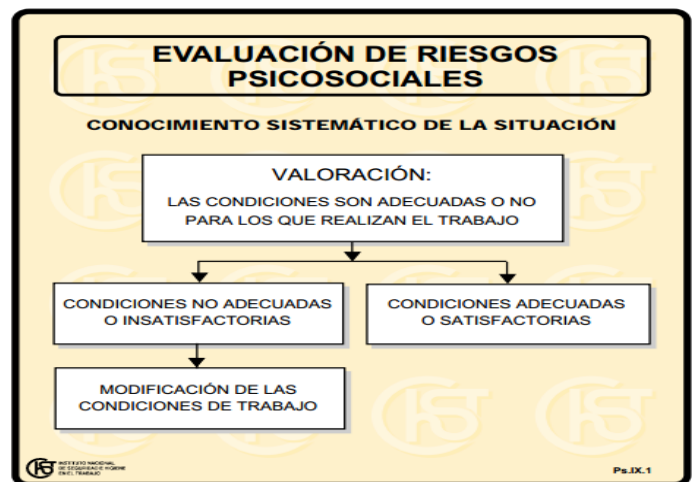 EVALUACIÓN DE RIESGOS
PSICOSOCIALES
CONOCIMIENTO SISTEMÁTICO DE LA SITUACIÓN
VALORACIÓN:
LAS CONDICIONES SON ADECUADAS O NO
PARA LOS QUE REALIZAN EL TRABAJO
CONDICIONES NO ADECUADAS
O INSATISFACTORIAS
CONDICIONES ADECUADAS
O SATISFACTORIAS
MODIFICACIÓN DE LAS
CONDICIONES DE TRABAJO
INSTITUTO NACIONAL
DE SEGURIDAD E HIGIENE
EN EL TRABAJO
Ps.IX.1